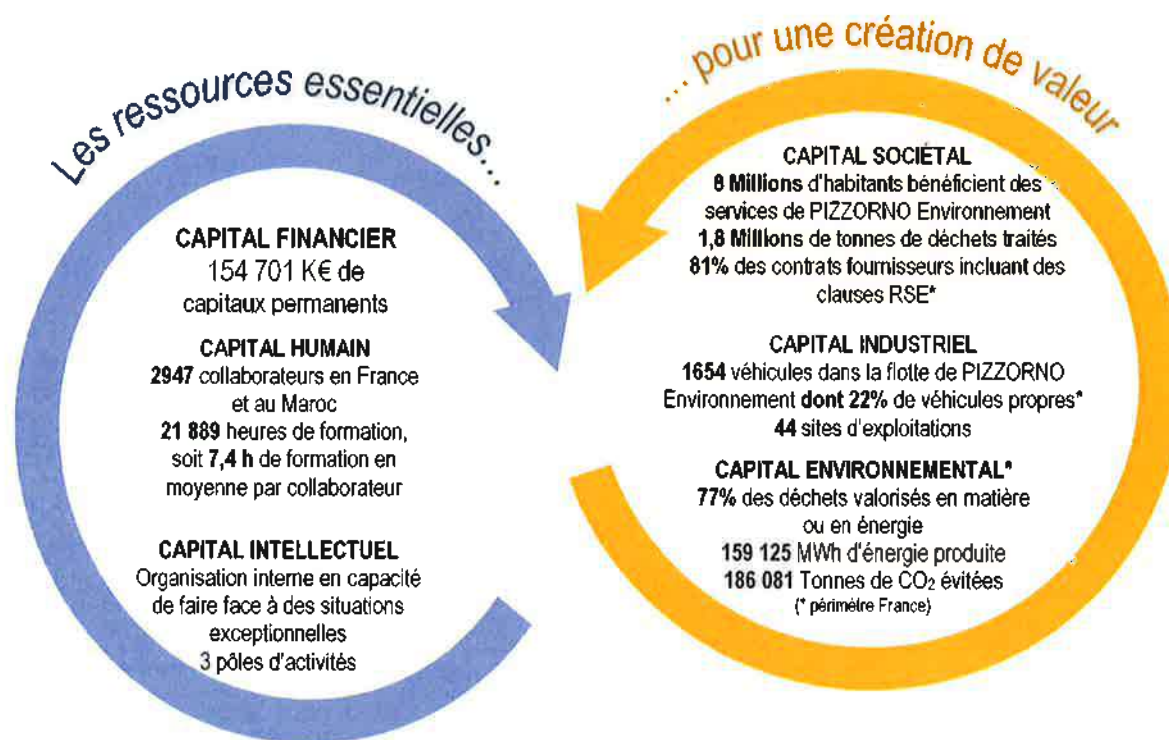 Les ressources essentielles...
CAPITAL FINANCIER
154 701 K€ de
capitaux permanents
CAPITAL HUMAIN
2947 collaborateurs en France
et au Maroc
21 889 heures de formation,
soit 7,4 h de formation en
moyenne par collaborateur
CAPITAL INTELLECTUEL
Organisation interne en capacité
de faire face à des situations
exceptionnelles
3 pôles d'activités
... pour une création de valeur
CAPITAL SOCIÉTAL
8 Millions d'habitants bénéficient des
services de PIZZORNO Environnement
1,8 Millions de tonnes de déchets traités
81% des contrats fournisseurs incluant des
clauses RSE*
CAPITAL INDUSTRIEL
1654 véhicules dans la flotte de PIZZORNO
Environnement dont 22% de véhicules propres*
44 sites d'exploitations
CAPITAL ENVIRONNEMENTAL*
77% des déchets valorisés en matière
ou en énergie
159 125 MWh d'énergie produite
186 081 Tonnes de CO₂ évitées
(* périmétre France)